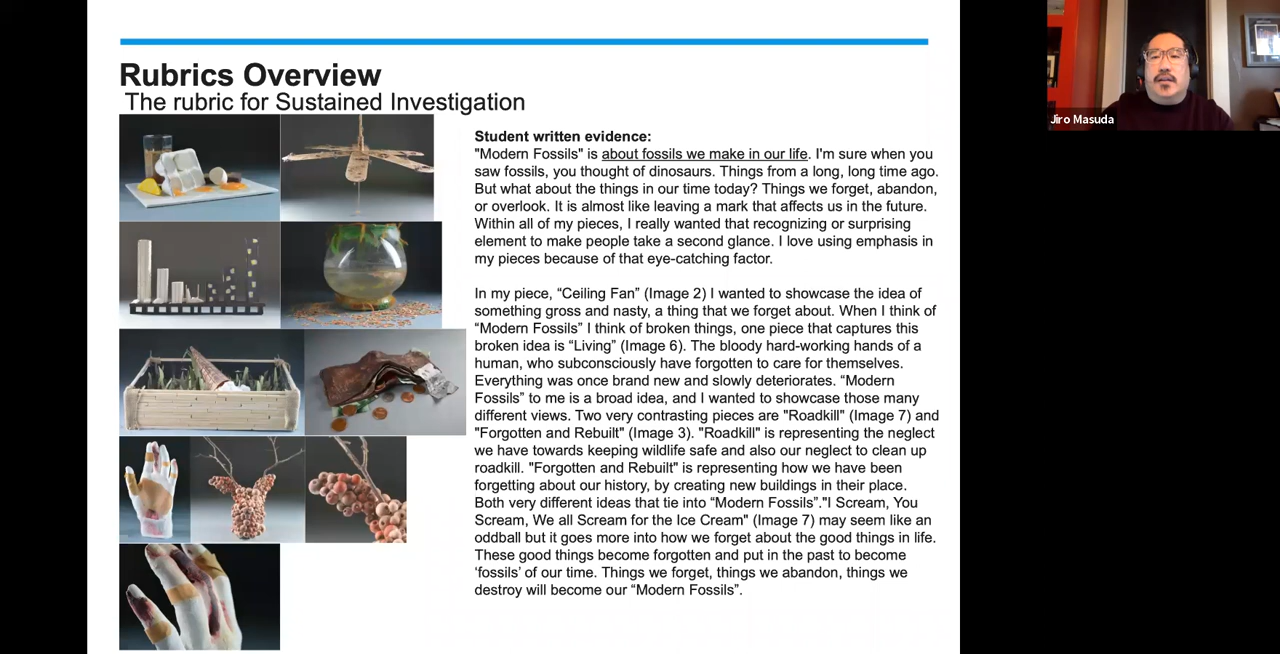 Rubrics Overview
The rubric for Sustained Investigation
Student written evidence:
"Modern Fossils" is about fossils we make in our life. I'm sure when you
saw fossils, you thought of dinosaurs. Things from a long, long time ago.
But what about the things in our time today? Things we forget, abandon,
or overlook. It is almost like leaving a mark that affects us in the future.
Within all of my pieces, I really wanted that recognizing or surprising
element to make people take a second glance. I love using emphasis in
my pieces because of that eye-catching factor.
In my piece, “Ceiling Fan” (Image 2) I wanted to showcase the idea of
something gross and nasty, a thing that we forget about. When I think of
“Modern Fossils” I think of broken things, one piece that captures this
broken idea is “Living” (Image 6). The bloody hard-working hands of a
human, who subconsciously have forgotten to care for themselves.
Everything was once brand new and slowly deteriorates. “Modern
Fossils” to me is a broad idea, and I wanted to showcase those many
different views. Two very contrasting pieces are "Roadkill" (Image 7) and
"Forgotten and Rebuilt" (Image 3). "Roadkill" is representing the neglect
we have towards keeping wildlife safe and also our neglect to clean up
roadkill. "Forgotten and Rebuilt" is representing how we have been
forgetting about our history, by creating new buildings in their place.
Both very different ideas that tie into “Modern Fossils”."I Scream, You
Scream, We all Scream for the Ice Cream" (Image 7) may seem like an
oddball but it goes more into how we forget about the good things in life.
These good things become forgotten and put in the past to become
‘fossils’ of our time. Things we forget, things we abandon, things we
destroy will become our “Modern Fossils”.
Jiro Masuda